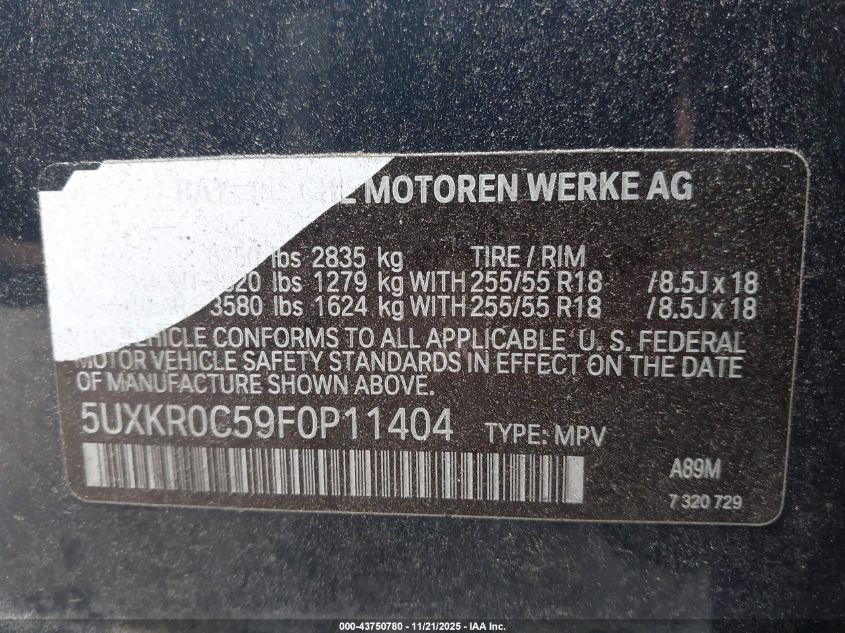 MOTOREN WERKE AG
lbs 2835 kg TIRE / RIM
lbs 1279 kg WITH 255/55 R18 /8.5J x 18
3580 lbs 1624 kg WITH 255/55 R18 /8.5J x 18
VEHICLE CONFORMS TO ALL APPLICABLE U. S. FEDERAL
MOTOR VEHICLE SAFETY STANDARDS IN EFFECT ON THE DATE
OF MANUFACTURE SHOWN ABOVE.
5UXKR0C59F0P11404 TYPE: MPV
A89M
7 320 729
000-43750780 - 11/21/2025 - IAA Inc.